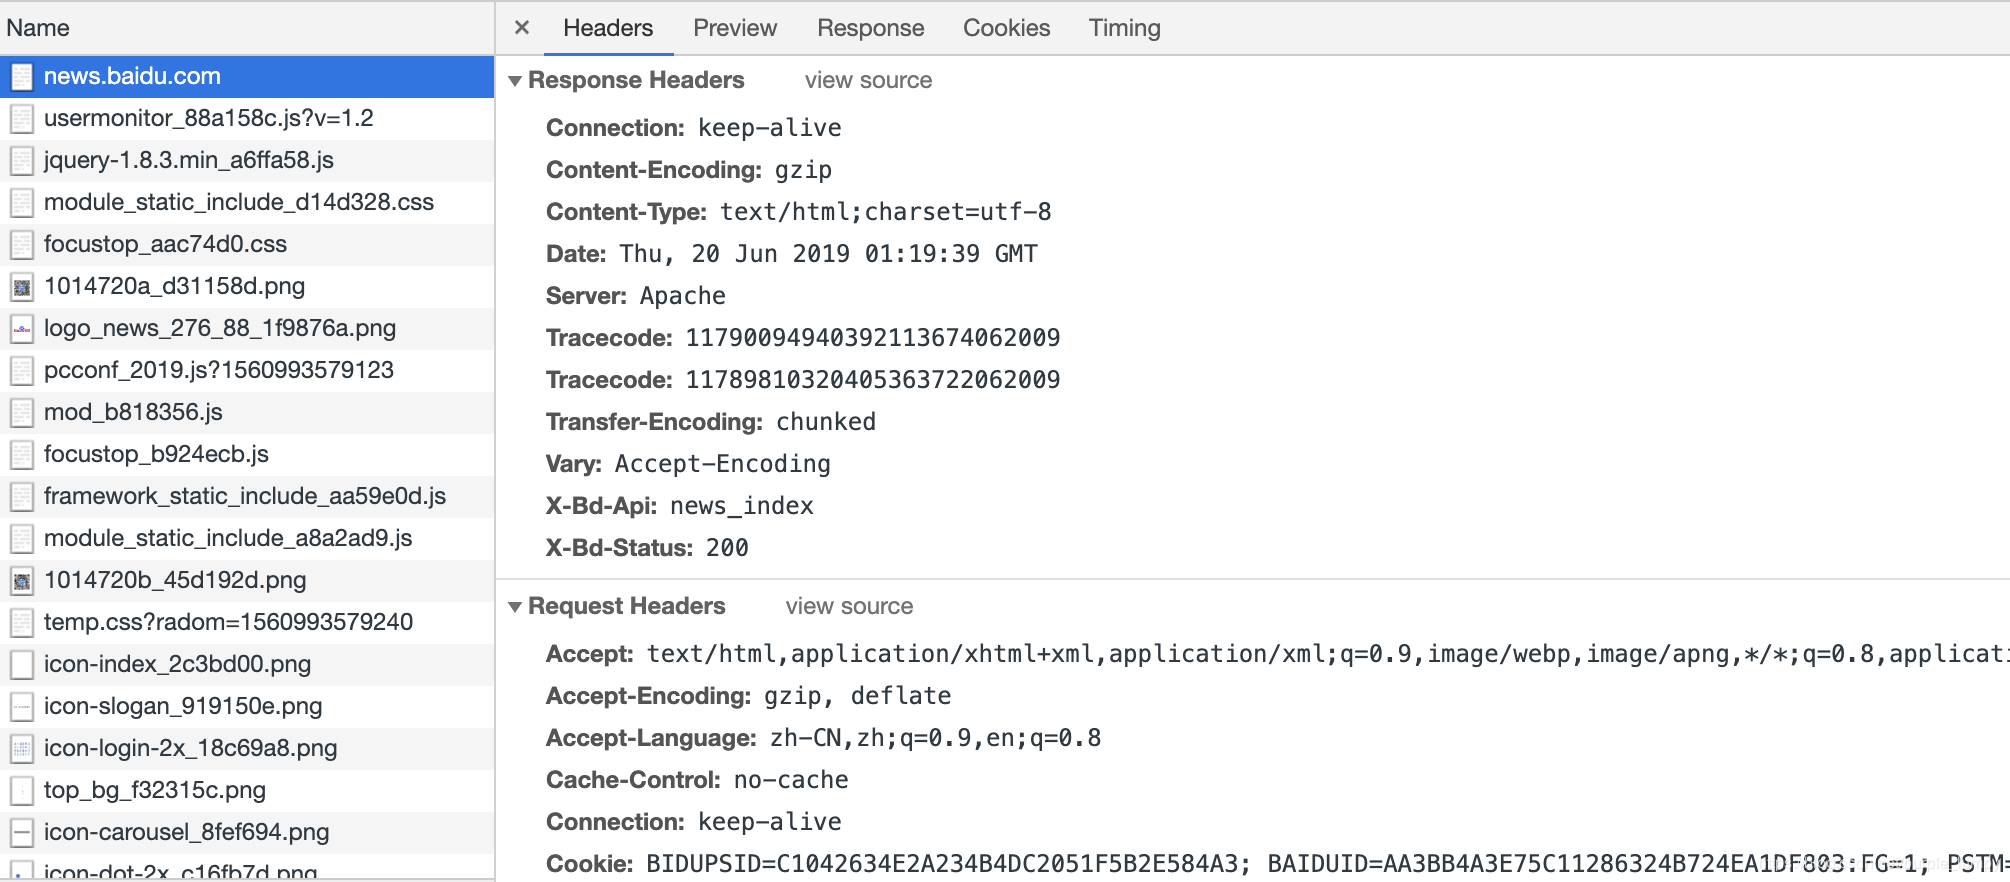 Name
news.baidu.com
usermonitor_88a158c.js?v=1.2
jquery-1.8.3.min_a6ffa58.js
module_static_include_d14d328.css
focustop_aac74d0.css
1014720a_d31158d.png
logo_news_276_88_1f9876a.png
pcconf_2019.js?1560993579123
mod_b818356.js
focustop_b924ecb.js
framework_static_include_aa59e0d.js
module_static_include_a8a2ad9.js
1014720b_45d192d.png
temp.css?radom=1560993579240
icon-index_2c3bd00.png
icon-slogan_919150e.png
icon-login-2x_18c69a8.png
top_bg_f32315c.png
icon-carousel_8fef694.png
icon-dot-2x_c16fb7d.png
× Headers Preview Response Cookies Timing
▼ Response Headers view source
Connection: keep-alive
Content-Encoding: gzip
Content-Type: text/html;charset=utf-8
Date: Thu, 20 Jun 2019 01:19:39 GMT
Server: Apache
Tracecode: 11790094940392113674062009
Tracecode: 11789810320405363722062009
Transfer-Encoding: chunked
Vary: Accept-Encoding
X-Bd-Api: news_index
X-Bd-Status: 200
▼ Request Headers view source
Accept: text/html,application/xhtml+xml,application/xml;q=0.9,image/webp,image/apng,*/*;q=0.8,applicati
Accept-Encoding: gzip, deflate
Accept-Language: zh-CN,zh;q=0.9,en;q=0.8
Cache-Control: no-cache
Connection: keep-alive
Cookie: BIDUPSID=C1042634E2A234B4DC2051F5B2E584A3; BAIDUID=AA3BB4A3E75C11286324B724EA1DF803:FG=1; PSTM=